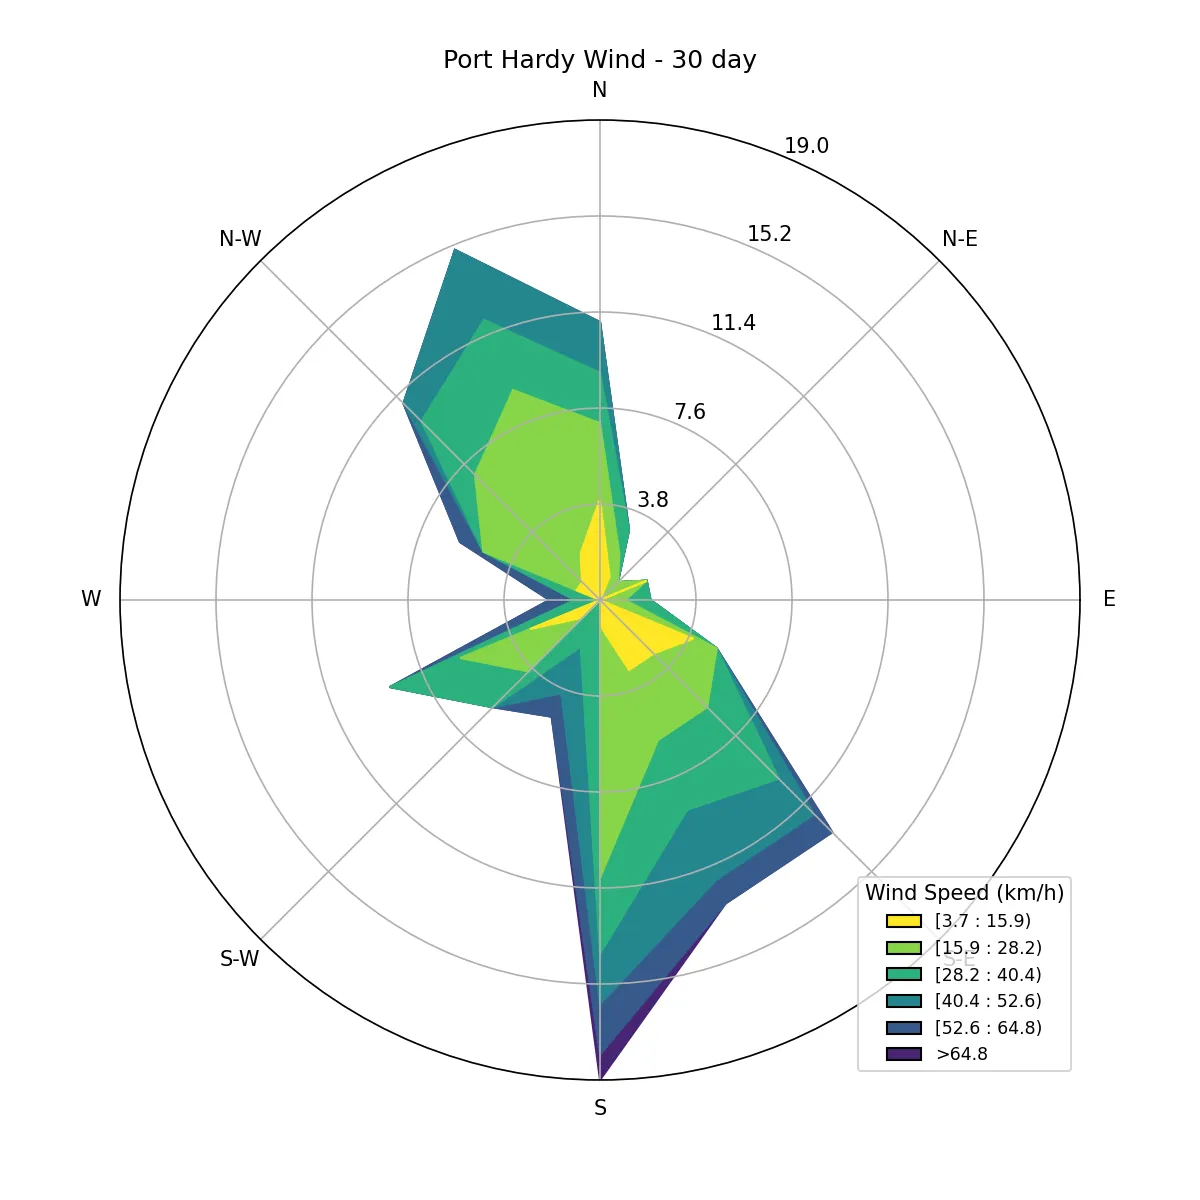 Port Hardy Wind - 30 day
N
19.0
15.2
N-W
N-E
11.4
7.6
3.8
W
E
Wind Speed (km/h)
[3.7 : 15.9)
[15.9 : 28.2)
S-W
S-E
[28.2 : 40.4)
[40.4 : 52.6)
[52.6 : 64.8)
>64.8
S